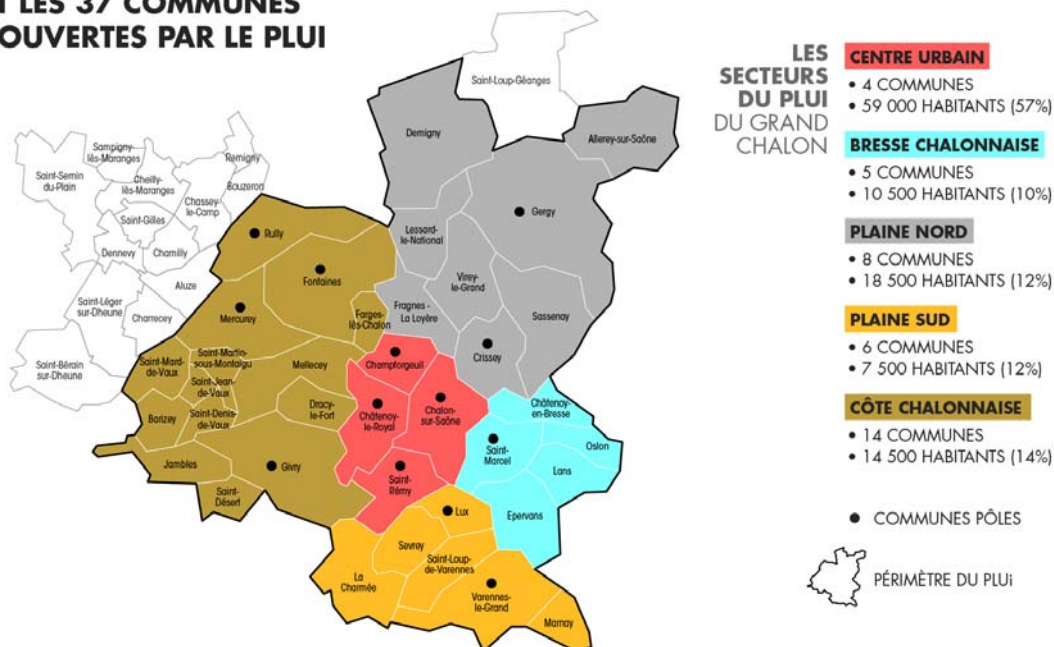 T LES 37 COMMUNES
OUVERTES PAR LE PLUI
Saint-Loup-Géanges
Demigny
Allerey-sur-Saône
Sampigny-
lès-Maranges
Remigny
Saint-Sernin
du-Plain
Cheilly-
lès-Maranges
Bouzeron
Chassey-
le-Camp
Saint-Gilles
Dennevy
Chamilly
Rully
Lessard-
le-National
Gergy
Aluze
Fontaines
Virey-
le-Grand
Saint-Léger
sur-Dheune
Charrecey
Mercurey
Farges-
lès-Chalon
Fragnes -
La Loyère
Sassenay
Saint-Bérain
sur-Dheune
Saint-Mard-
de-Vaux
Saint-Martin-
sous-Montaigu
Mellecey
Champforgeuil
Crissey
Saint-Jean-
de-Vaux
Barizey
Saint-Denis-
de-Vaux
Dracy-
le-Fort
Châtenoy-
le-Royal
Chalon-
sur-Saône
Châtenoy-
en-Bresse
Saint-
Marcel
Oslon
Jambles
Givry
Saint-
Rémy
Lans
Saint-
Désert
Lux
Epervans
Sevrey
Saint-Loup-
de-Varennes
La
Charmée
Varennes-
le-Grand
Marnay
LES
SECTEURS
DU PLUI
DU GRAND
CHALON
CENTRE URBAIN
• 4 COMMUNES
• 59 000 HABITANTS (57%)
BRESSE CHALONNAISE
• 5 COMMUNES
• 10 500 HABITANTS (10%)
PLAINE NORD
• 8 COMMUNES
• 18 500 HABITANTS (12%)
PLAINE SUD
• 6 COMMUNES
• 7 500 HABITANTS (12%)
CÔTE CHALONNAISE
• 14 COMMUNES
• 14 500 HABITANTS (14%)
COMMUNES PÔLES
PÉRIMÈTRE DU PLUi